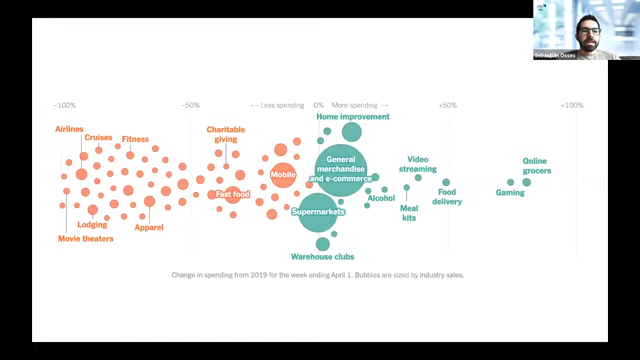 Sebastian Osses
−100%
−50%
←— Less spending
0%
More spending —→
+50%
+100%
Home improvement
Airlines
Cruises
Fitness
Charitable
giving
General
merchandise
and e-commerce
Video
streaming
Online
grocers
Mobile
Fast food
Alcohol
Meal
kits
Food
delivery
Gaming
Supermarkets
Lodging
Apparel
Movie theaters
Warehouse clubs
Change in spending from 2019 for the week ending April 1. Bubbles are sized by industry sales.